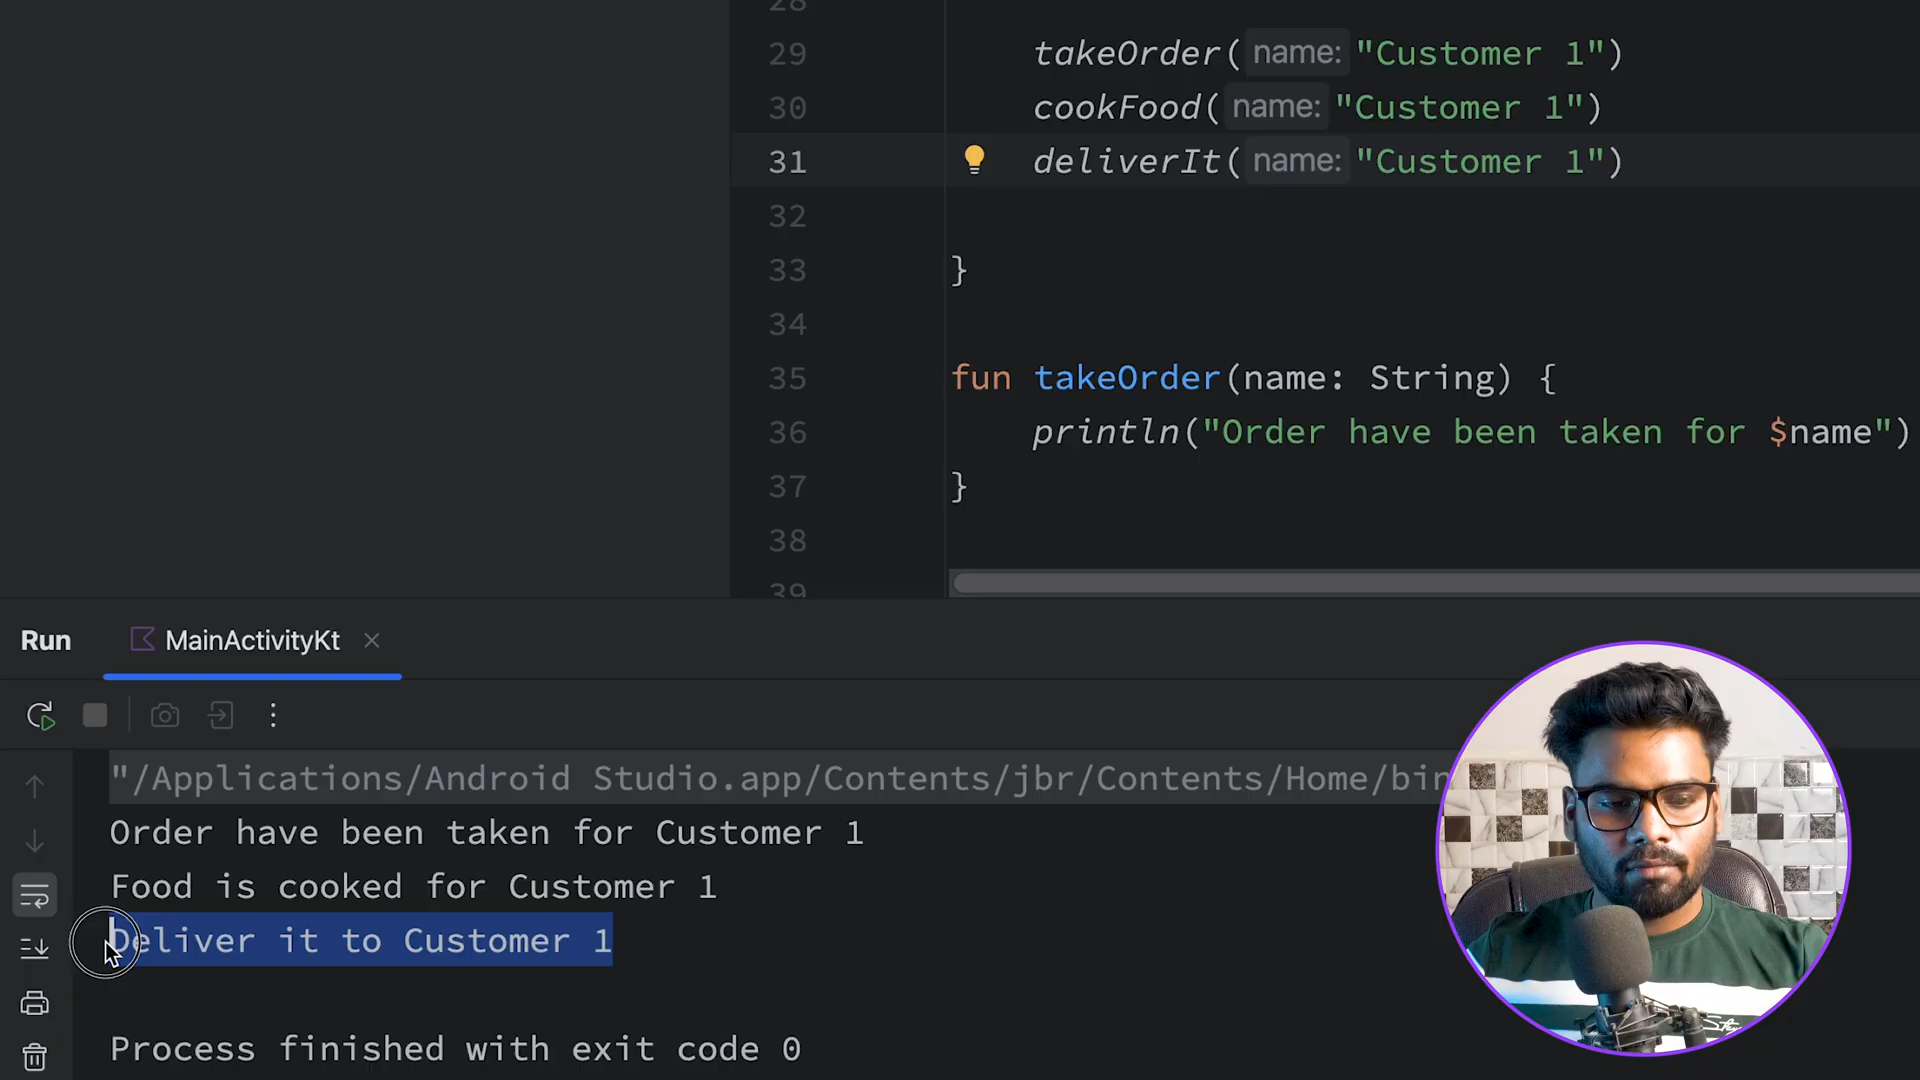 28
29 takeOrder( name: "Customer 1")
30 cookFood( name: "Customer 1")
31 deliverIt( name: "Customer 1")
32
33 }
34
35 fun takeOrder(name: String) {
36 println("Order have been taken for $name")
37 }
38
39
Run MainActivityKt
"/Applications/Android Studio.app/Contents/jbr/Contents/Home/bin
Order have been taken for Customer 1
Food is cooked for Customer 1
Deliver it to Customer 1
Process finished with exit code 0